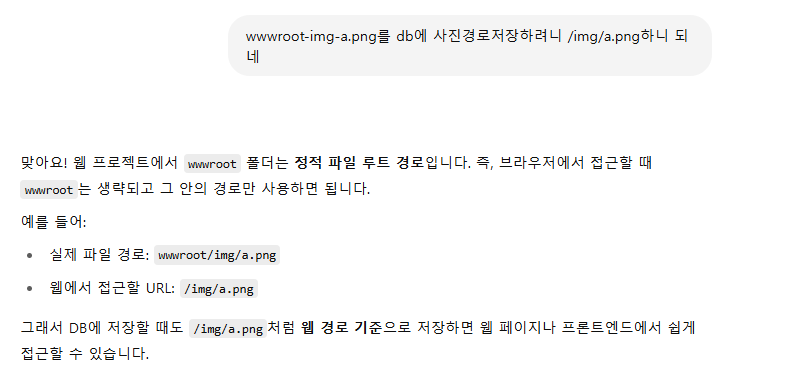 wwwroot-img-a.png를 db에 사진경로저장하려니 /img/a.png하니 되
네
맞아요! 웹 프로젝트에서 wwwroot 폴더는 정적 파일 루트 경로입니다. 즉, 브라우저에서 접근할 때
wwwroot는 생략되고 그 안의 경로만 사용하면 됩니다.
예를 들어:
• 실제 파일 경로: wwwroot/img/a.png
• 웹에서 접근할 URL: /img/a.png
그래서 DB에 저장할 때도 /img/a.png처럼 웹 경로 기준으로 저장하면 웹 페이지나 프론트엔드에서 쉽게
접근할 수 있습니다.